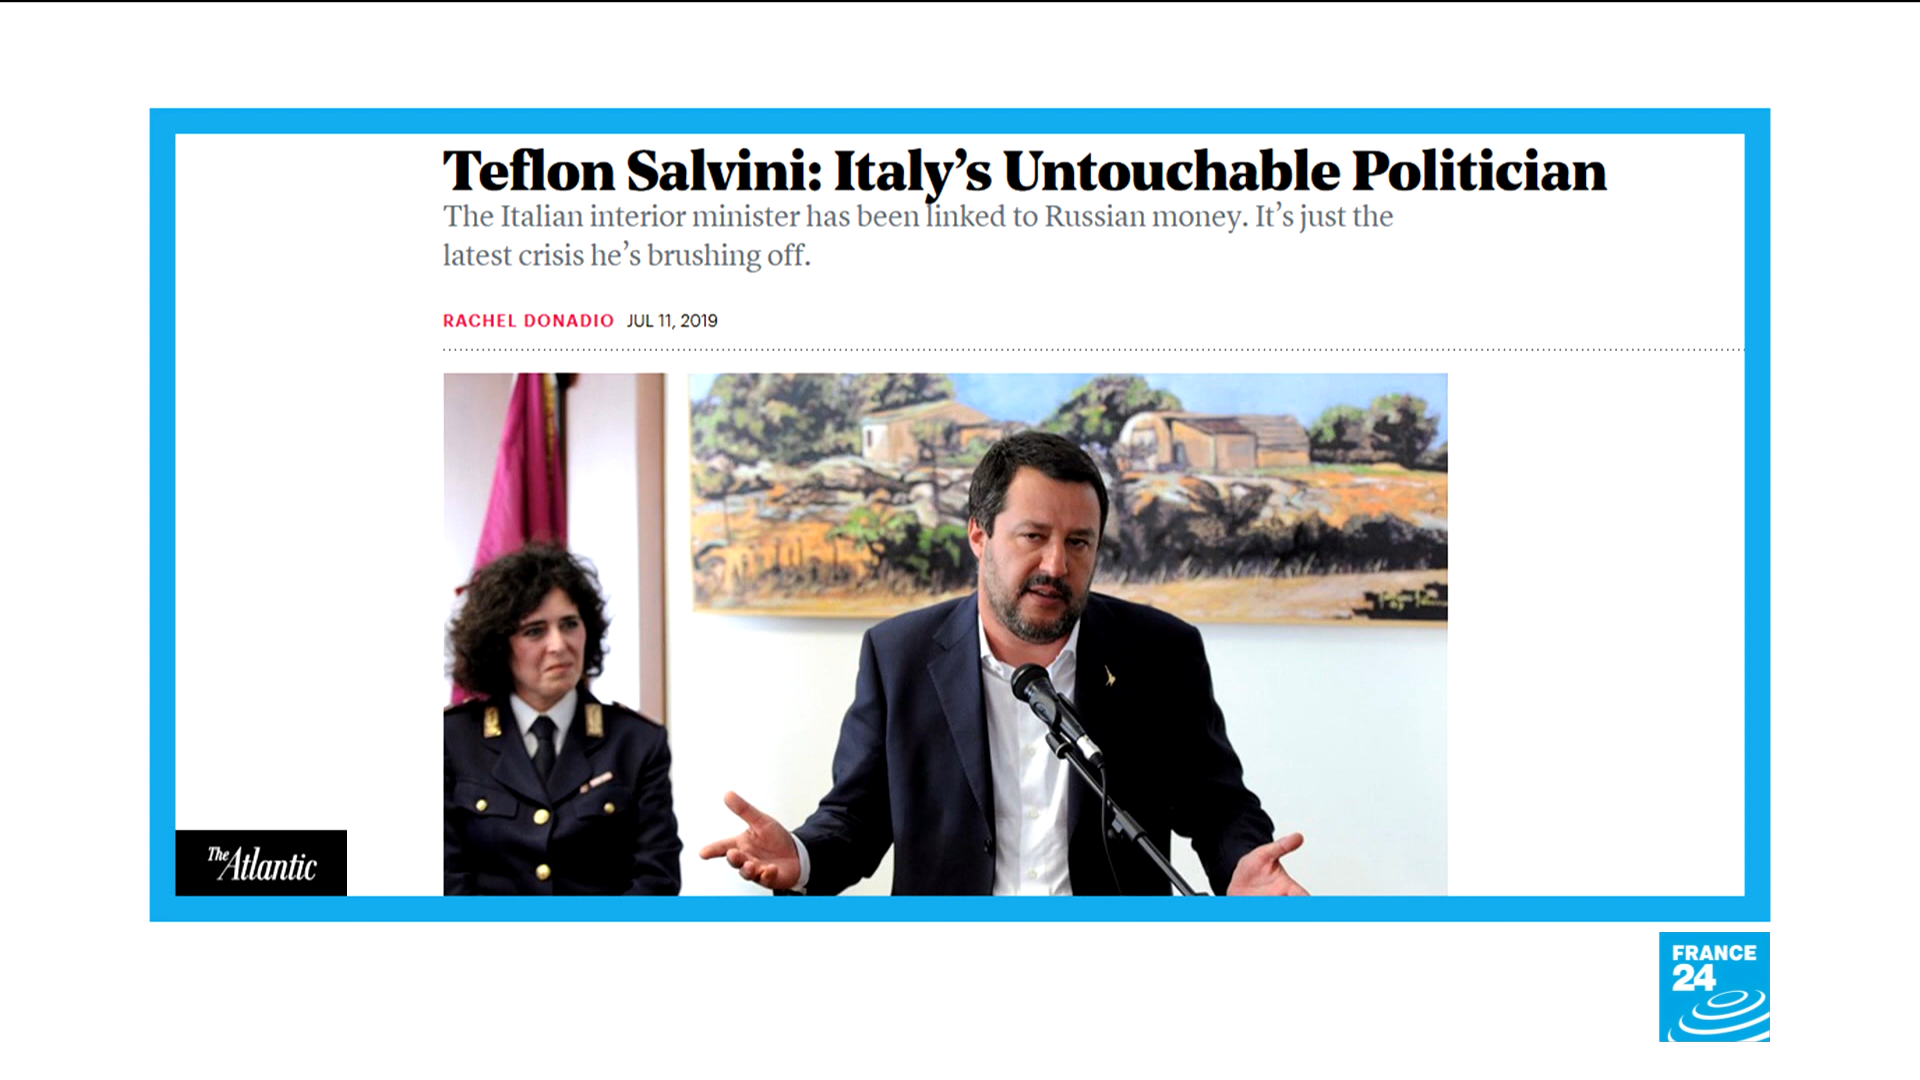 Teflon Salvini: Italy's Untouchable Politician
The Italian interior minister has been linked to Russian money. It's just the
latest crisis he's brushing off.
RACHEL DONADIO JUL 11, 2019
The Atlantic
FRANCE
24